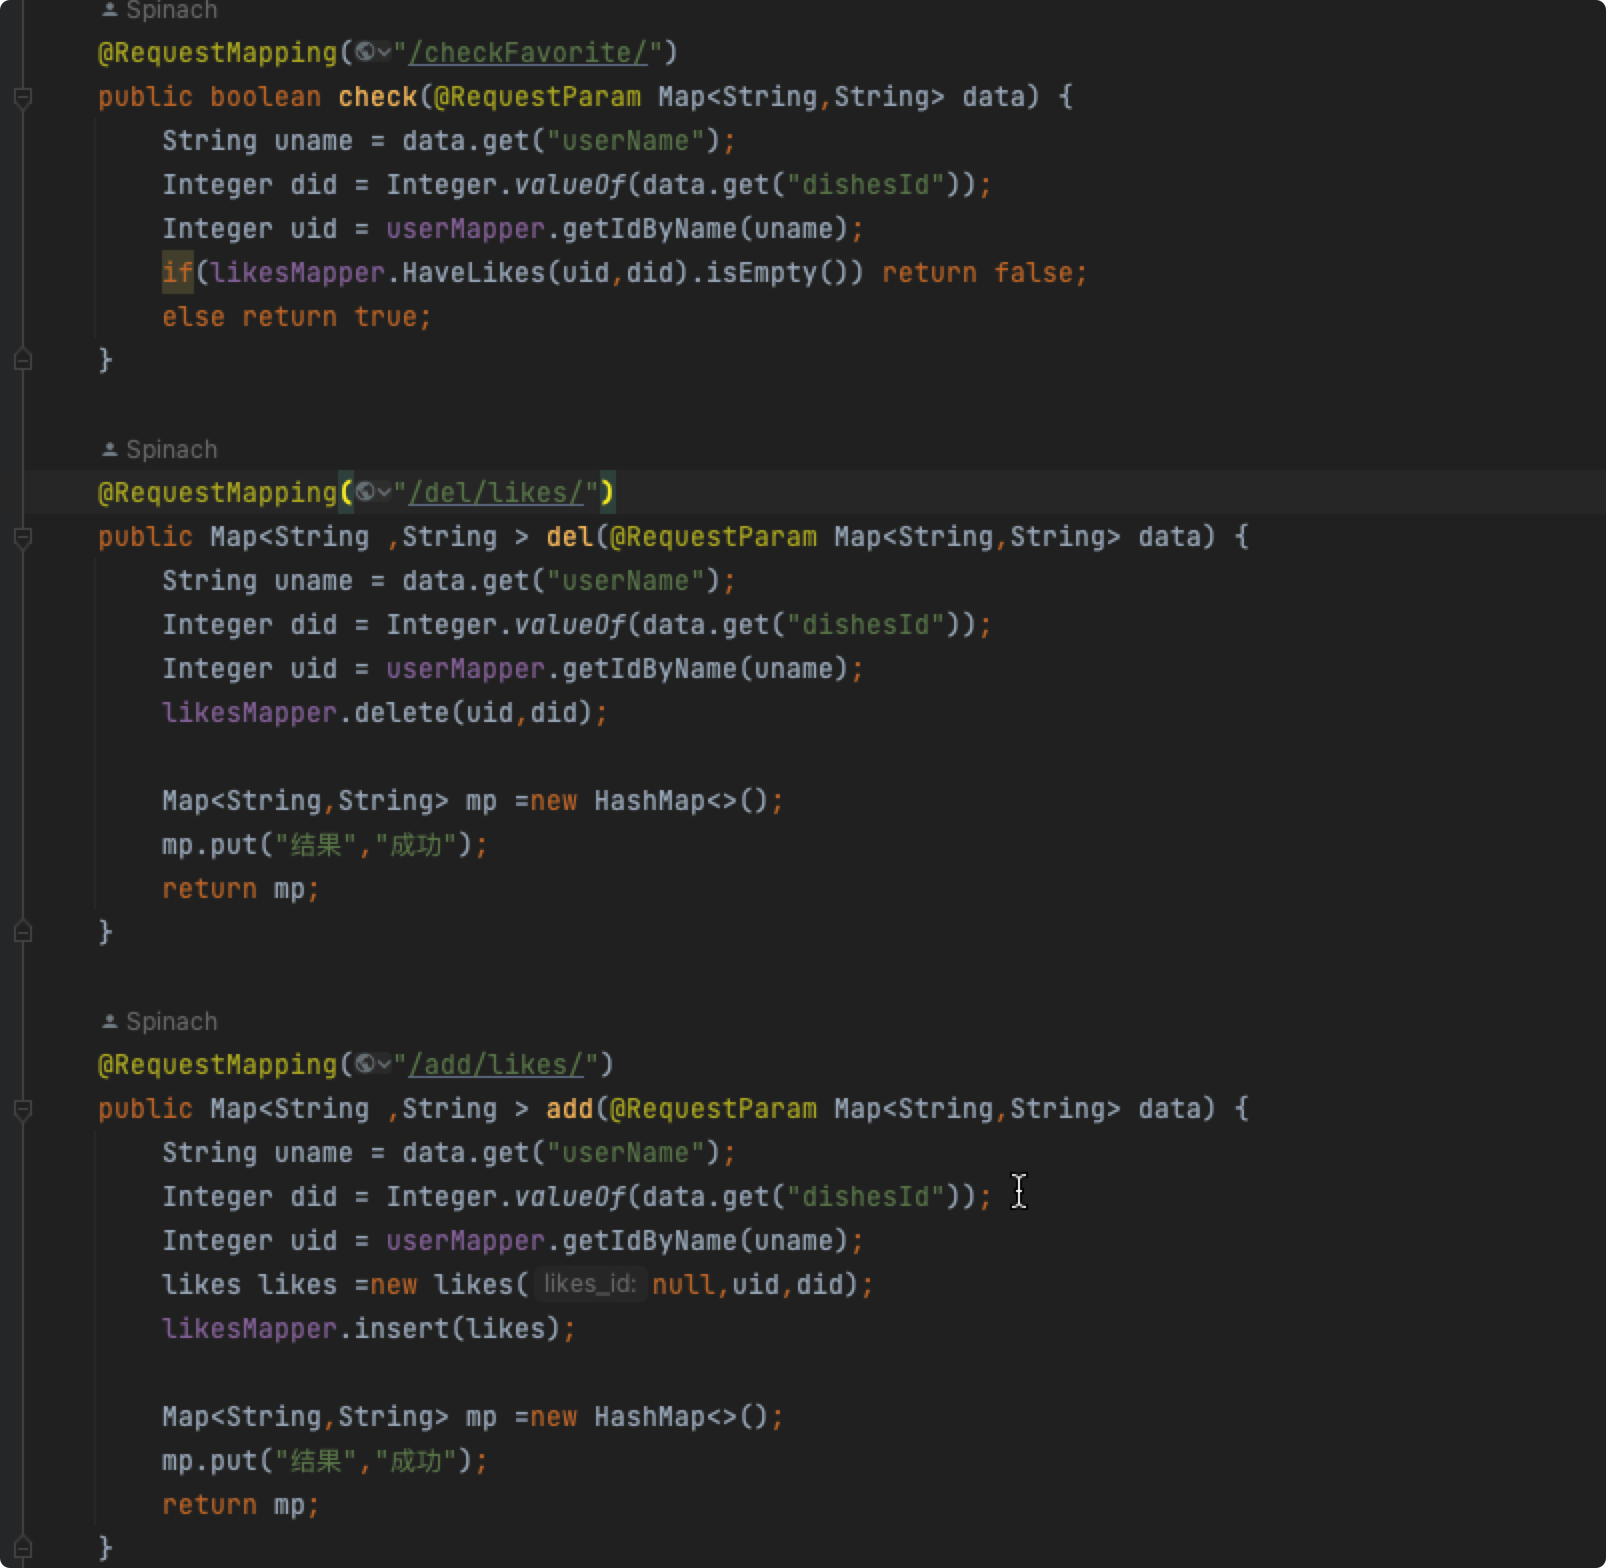 Spinach
@RequestMapping("/checkFavorite/")
public boolean check(@RequestParam Map<String,String> data) {
String uname = data.get("userName");
Integer did = Integer.valueOf(data.get("dishesId"));
Integer uid = userMapper.getIdByName(uname);
if(likesMapper.HaveLikes(uid,did).isEmpty()) return false;
else return true;
}
Spinach
@RequestMapping("/del/likes/")
public Map<String ,String > del(@RequestParam Map<String,String> data) {
String uname = data.get("userName");
Integer did = Integer.valueOf(data.get("dishesId"));
Integer uid = userMapper.getIdByName(uname);
likesMapper.delete(uid,did);
Map<String,String> mp =new HashMap<>();
mp.put("结果","成功");
return mp;
}
Spinach
@RequestMapping("/add/likes/")
public Map<String ,String > add(@RequestParam Map<String,String> data) {
String uname = data.get("userName");
Integer did = Integer.valueOf(data.get("dishesId"));
Integer uid = userMapper.getIdByName(uname);
likes likes =new likes( likes_id: null,uid,did);
likesMapper.insert(likes);
Map<String,String> mp =new HashMap<>();
mp.put("结果","成功");
return mp;
}